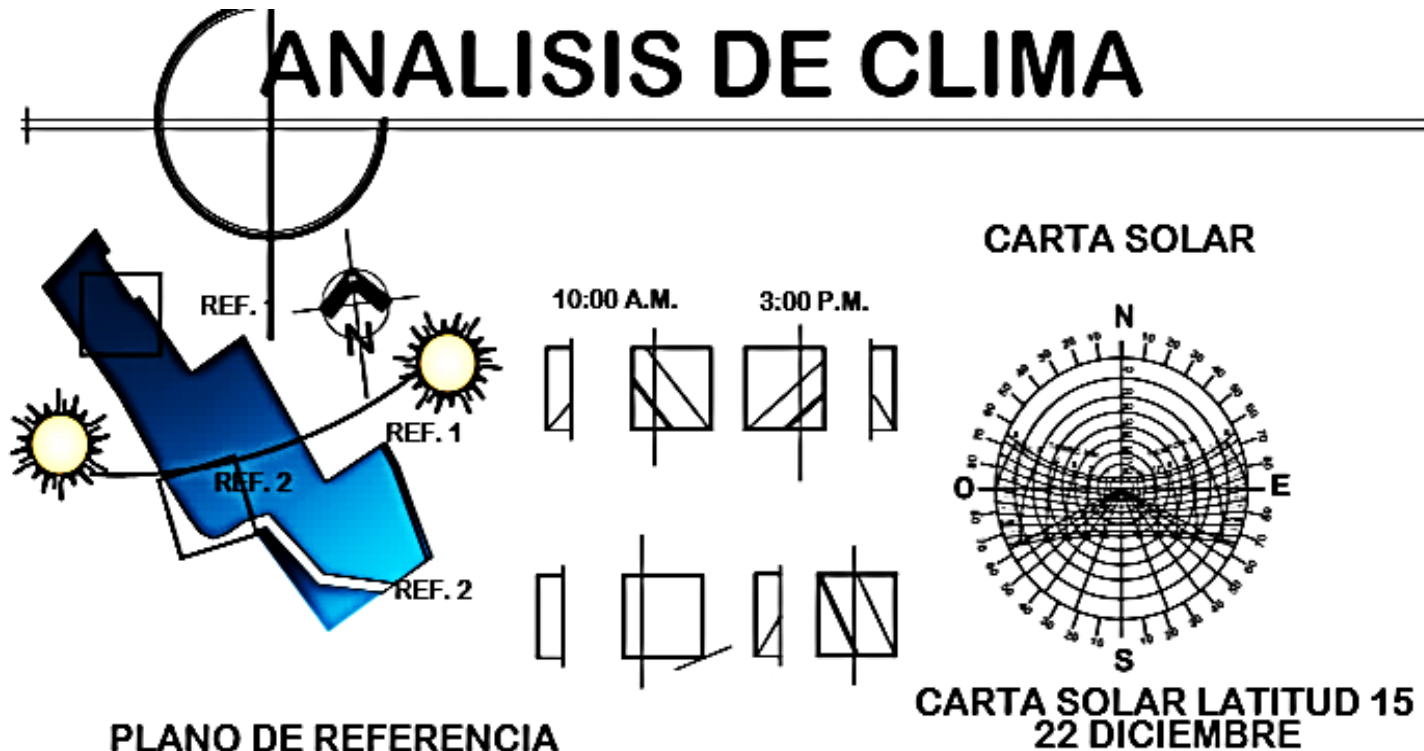 ANALISIS DE CLIMA
CARTA SOLAR
REF. 1
N
10:00 A.M.
3:00 P.M.
REF. 1
REF. 2
REF. 2
N
O
E
S
PLANO DE REFERENCIA
CARTA SOLAR LATITUD 15
22 DICIEMBRE